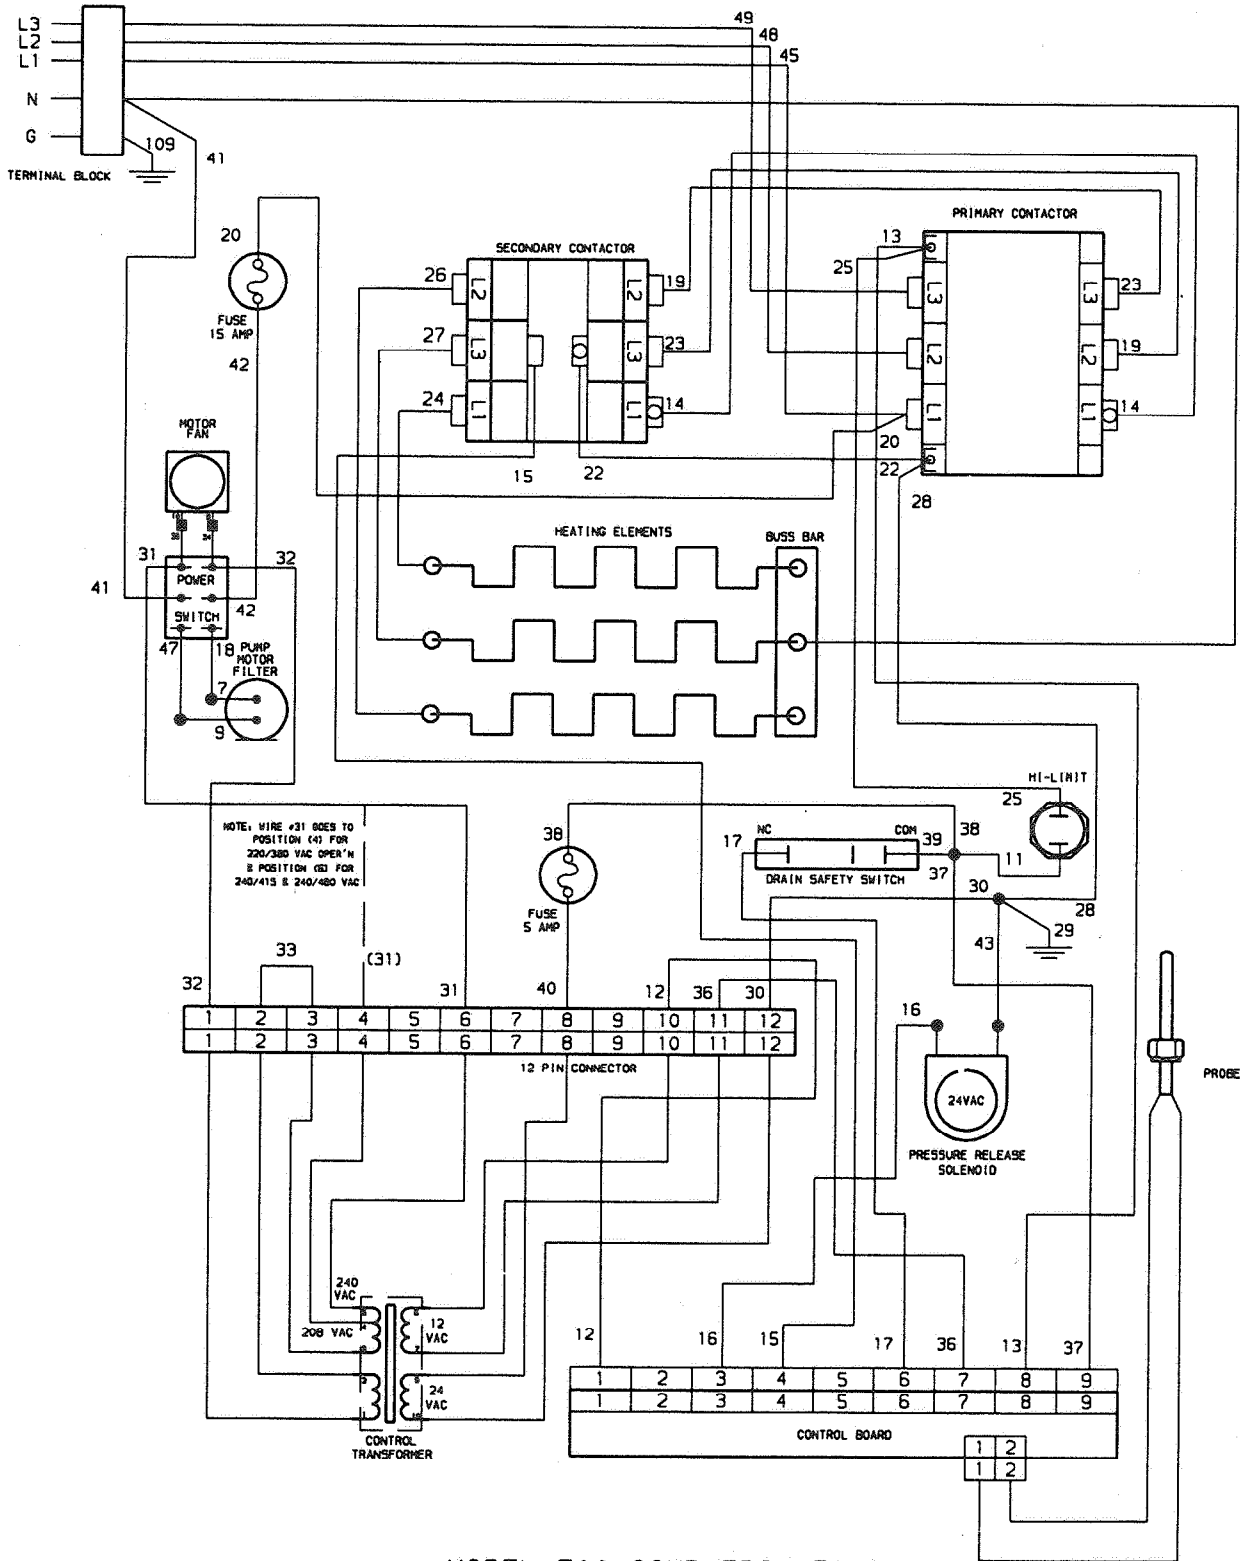 49
L3
L2
48
L1
45
N
G
109
41
TERMINAL BLOCK
20
FUSE
15 AMP
42
SECONDARY CONTACTOR
26
L2
L2
19
27
L3
L3
23
24
L1
L1
14
15
22
PRIMARY CONTACTOR
13
25
L3
L3
23
L2
L2
19
L1
L1
14
20
22
28
MOTOR
FAN
31
32
POWER
41
42
SWITCH
47
18
PUMP
MOTOR
FILTER
7
9
HEATING ELEMENTS
BUSS BAR
HI-LIMIT
25
NOTE: WIRE #31 GOES TO
POSITION (4) FOR
220/380 VAC OPER'N
& POSITION (6) FOR
240/415 & 240/480 VAC
38
FUSE
5 AMP
17
NC
COM
39
38
37
11
DRAIN SAFETY SWITCH
30
28
29
43
33
(31)
32
31
40
12
36
30
1 2 3 4 5 6 7 8 9 10 11 12
1 2 3 4 5 6 7 8 9 10 11 12
12 PIN CONNECTOR
16
24VAC
PRESSURE RELEASE
SOLENOID
PROBE
240
VAC
208 VAC
12
VAC
24
VAC
CONTROL
TRANSFORMER
12
16
15
17
36
13
37
1 2 3 4 5 6 7 8 9
1 2 3 4 5 6 7 8 9
CONTROL BOARD
1 2
1 2